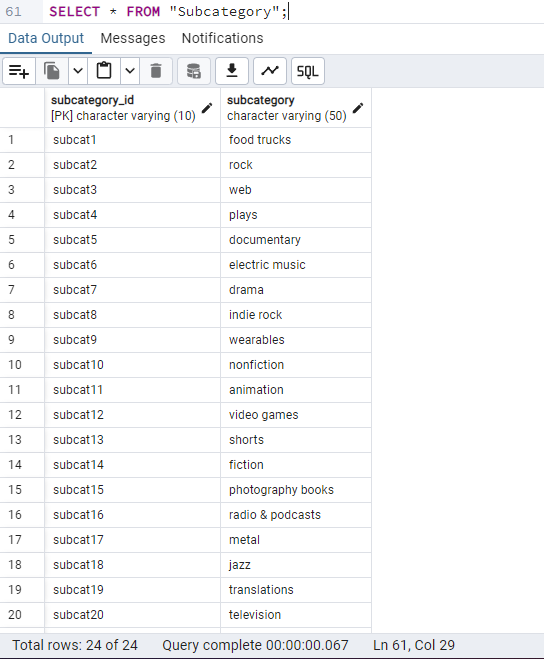 61 SELECT * FROM "Subcategory";
Data Output Messages Notifications
SQL
subcategory_id subcategory
[PK] character varying (10) character varying (50)
1 subcat1 food trucks
2 subcat2 rock
3 subcat3 web
4 subcat4 plays
5 subcat5 documentary
6 subcat6 electric music
7 subcat7 drama
8 subcat8 indie rock
9 subcat9 wearables
10 subcat10 nonfiction
11 subcat11 animation
12 subcat12 video games
13 subcat13 shorts
14 subcat14 fiction
15 subcat15 photography books
16 subcat16 radio & podcasts
17 subcat17 metal
18 subcat18 jazz
19 subcat19 translations
20 subcat20 television
Total rows: 24 of 24 Query complete 00:00:00.067 Ln 61, Col 29